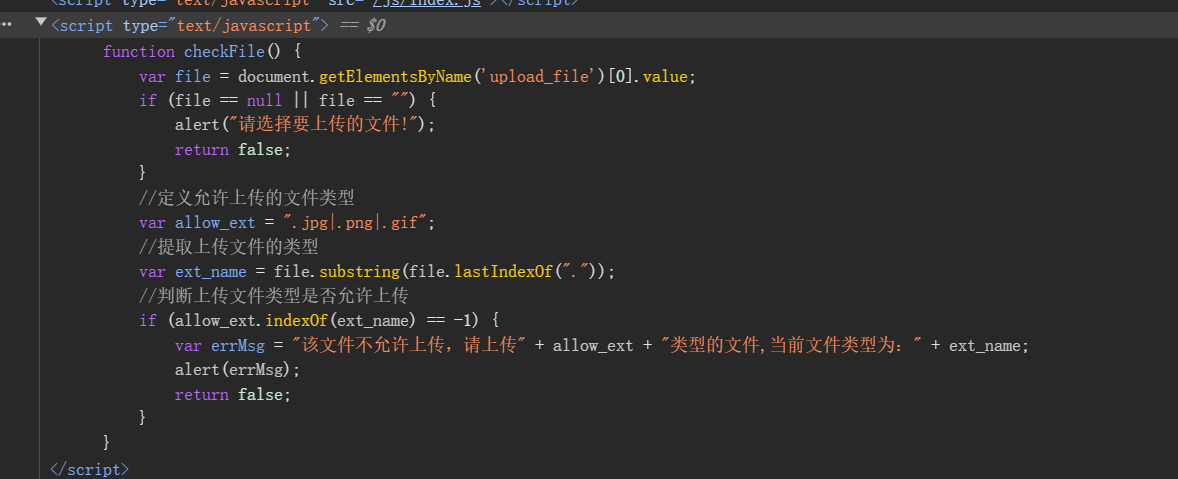 <script type="text/javascript" src="/js/index.js"></script>
<script type="text/javascript"> == $0
function checkFile() {
var file = document.getElementsByName('upload_file')[0].value;
if (file == null || file == "") {
alert("请选择要上传的文件!");
return false;
}
//定义允许上传的文件类型
var allow_ext = ".jpg|.png|.gif";
//提取上传文件的类型
var ext_name = file.substring(file.lastIndexOf("."));
//判断上传文件类型是否允许上传
if (allow_ext.indexOf(ext_name) == -1) {
var errMsg = "该文件不允许上传，请上传" + allow_ext + "类型的文件,当前文件类型为：" + ext_name;
alert(errMsg);
return false;
}
}
</script>